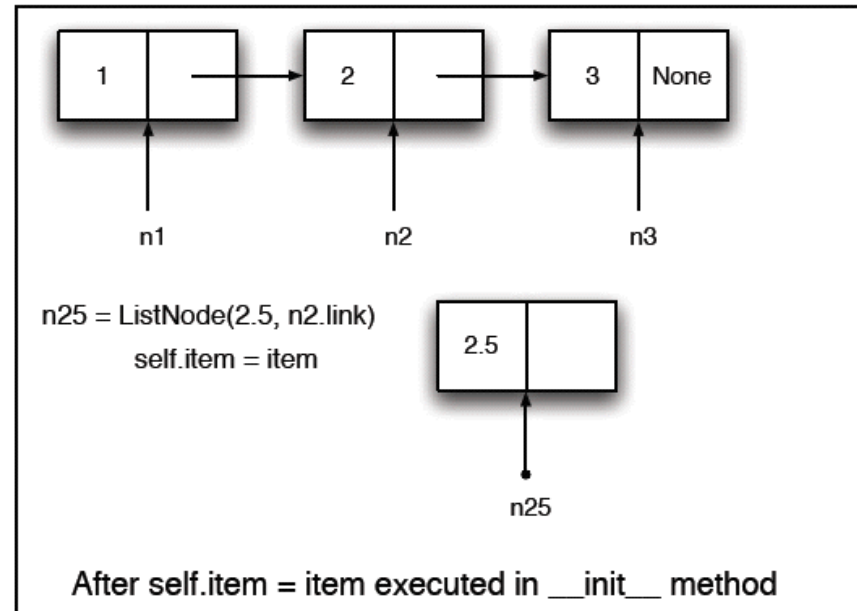 1 2 3 None
n1 n2 n3
n25 = ListNode(2.5, n2.link)
self.item = item
2.5
n25
After self.item = item executed in __init__ method